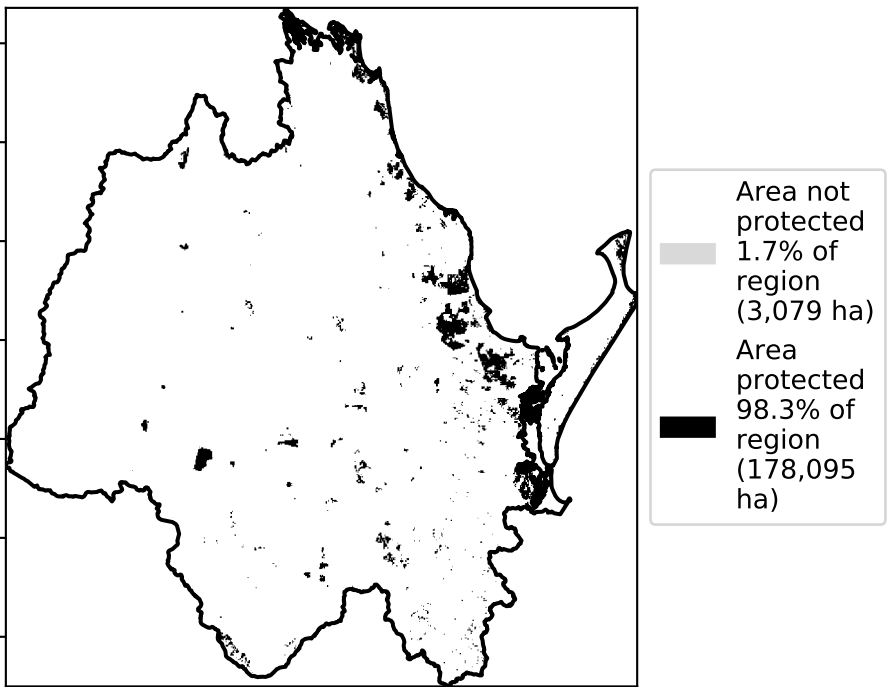 Area not
protected
1.7% of
region
(3,079 ha)
Area
protected
98.3% of
region
(178,095
ha)